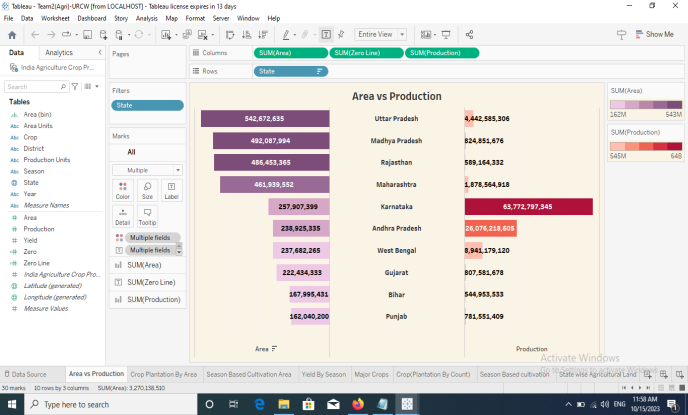 Tableau - Team2(Agri)-URCW [from LOCALHOST] - Tableau license expires in 13 days
File Data Worksheet Dashboard Story Analysis Map Format Server Window Help
Entire View
Show Me
Data Analytics
India Agriculture Crop Pr...
Search
Tables
Area (bin)
Abc Area Units
Abc Crop
Abc District
Abc Production Units
Abc Season
State
Abc Year
Abc Measure Names
Area
Production
Yield
Zero
Zero Line
India Agriculture Crop Pro...
Latitude (generated)
Longitude (generated)
Measure Values
Pages
Filters
State
Marks
All
Multiple
Color Size Label
Detail Tooltip
Multiple fields
Multiple fields
SUM(Area)
SUM(Zero Line)
SUM(Production)
Columns SUM(Area) SUM(Zero Line) SUM(Production)
Rows State
Area vs Production
542,672,635 Uttar Pradesh 4,442,585,306
492,087,994 Madhya Pradesh 824,851,676
486,453,365 Rajasthan 589,164,332
461,939,552 Maharashtra 1,878,564,918
257,907,399 Karnataka 63,772,797,345
238,925,335 Andhra Pradesh 26,076,218,605
237,682,265 West Bengal 8,941,179,120
222,434,333 Gujarat 807,581,678
167,995,431 Bihar 544,953,533
162,040,200 Punjab 781,551,409
Area Production
SUM(Area)
162M 543M
SUM(Production)
545M 64B
Activate Windows
Data Source Area vs Production Crop Plantation By Area Season Based Cultivation Area Yield By Season Major Crops Crop(Plantation By Count) Season Based cultivation State wise Agricultural Land
30 marks 10 rows by 3 columns SUM(Area): 3,270,138,510
Type here to search
ENG
11:58 AM
10/15/2023